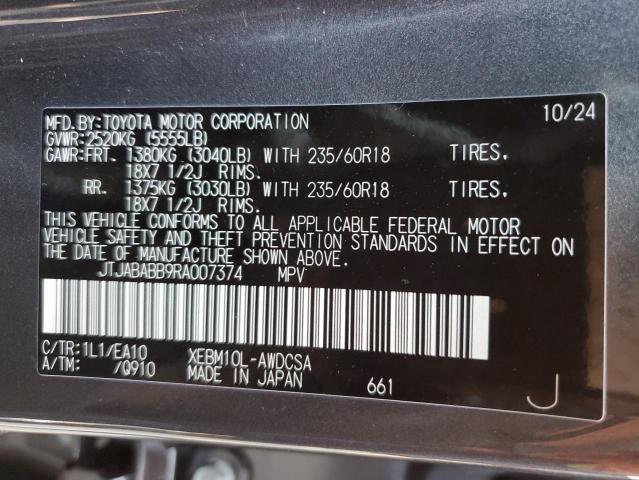 MFD.BY:TOYOTA MOTOR CORPORATION 10/24
GVWR:2520KG (5555LB)
GAWR:FRT. 1380KG (3040LB) WITH 235/60R18 TIRES.
18X7 1/2J RIMS.
RR. 1375KG (3030LB) WITH 235/60R18 TIRES.
18X7 1/2J RIMS.
THIS VEHICLE CONFORMS TO ALL APPLICABLE FEDERAL MOTOR
VEHICLE SAFETY AND THEFT PREVENTION STANDARDS IN EFFECT ON
THE DATE OF MANUFACTURE SHOWN ABOVE.
JTJABABB9RA007374 MPV
C/TR:1L1/EA10 XEBM10L-AWDCSA
A/TM: /Q910 MADE IN JAPAN 661 J